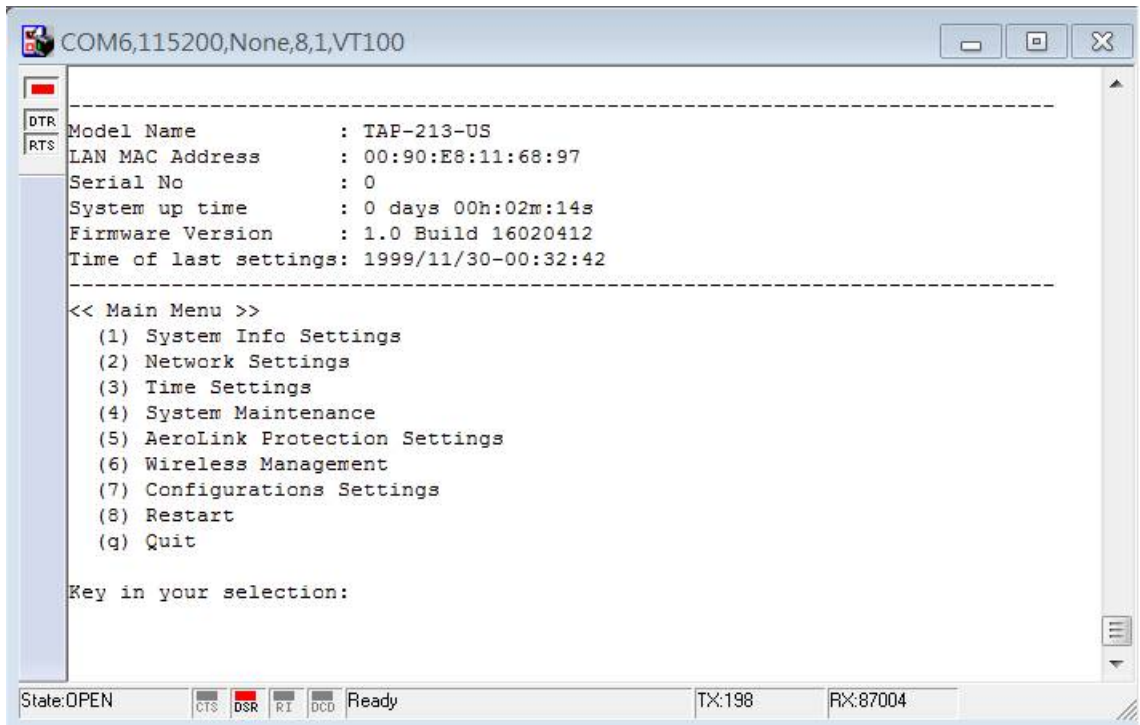 COM6,115200,None,8,1,VT100
DTR
RTS
-----------------------------------------------------------------------------
Model Name           : TAP-213-US
LAN MAC Address      : 00:90:E8:11:68:97
Serial No            : 0
System up time       : 0 days 00h:02m:14s
Firmware Version     : 1.0 Build 16020412
Time of last settings: 1999/11/30-00:32:42
-----------------------------------------------------------------------------
<< Main Menu >>
  (1) System Info Settings
  (2) Network Settings
  (3) Time Settings
  (4) System Maintenance
  (5) AeroLink Protection Settings
  (6) Wireless Management
  (7) Configurations Settings
  (8) Restart
  (q) Quit
Key in your selection:
State:OPEN CTS DSR RI DCD Ready TX:198 RX:87004